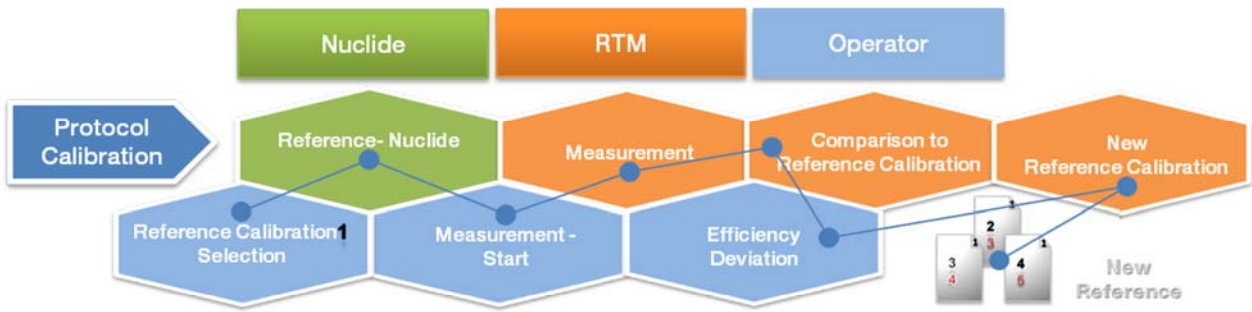 Nuclide
RTM
Operator
Protocol
Calibration
Reference- Nuclide
Measurement
Comparison to
Reference Calibration
New
Reference Calibration
Reference Calibration 1
Selection
Measurement -
Start
Efficiency
Deviation
1
2
3
1
3
4
1
4
5
New
Reference